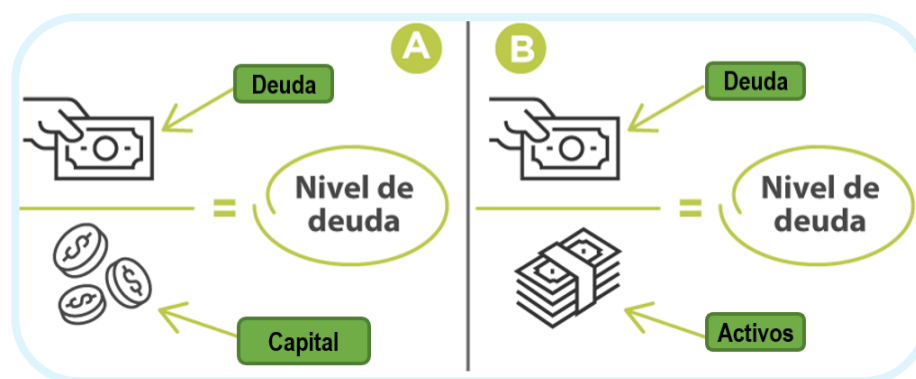 A
Deuda
=
Nivel de
deuda
Capital
B
Deuda
=
Nivel de
deuda
Activos